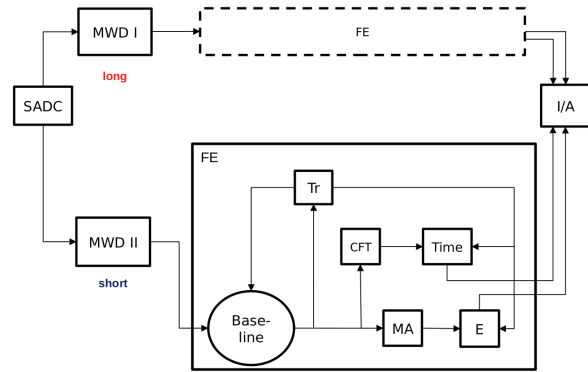 MWD I
FE
long
SADC
I/A
FE
Tr
MWD II
CFT
Time
short
Base-
line
MA
E